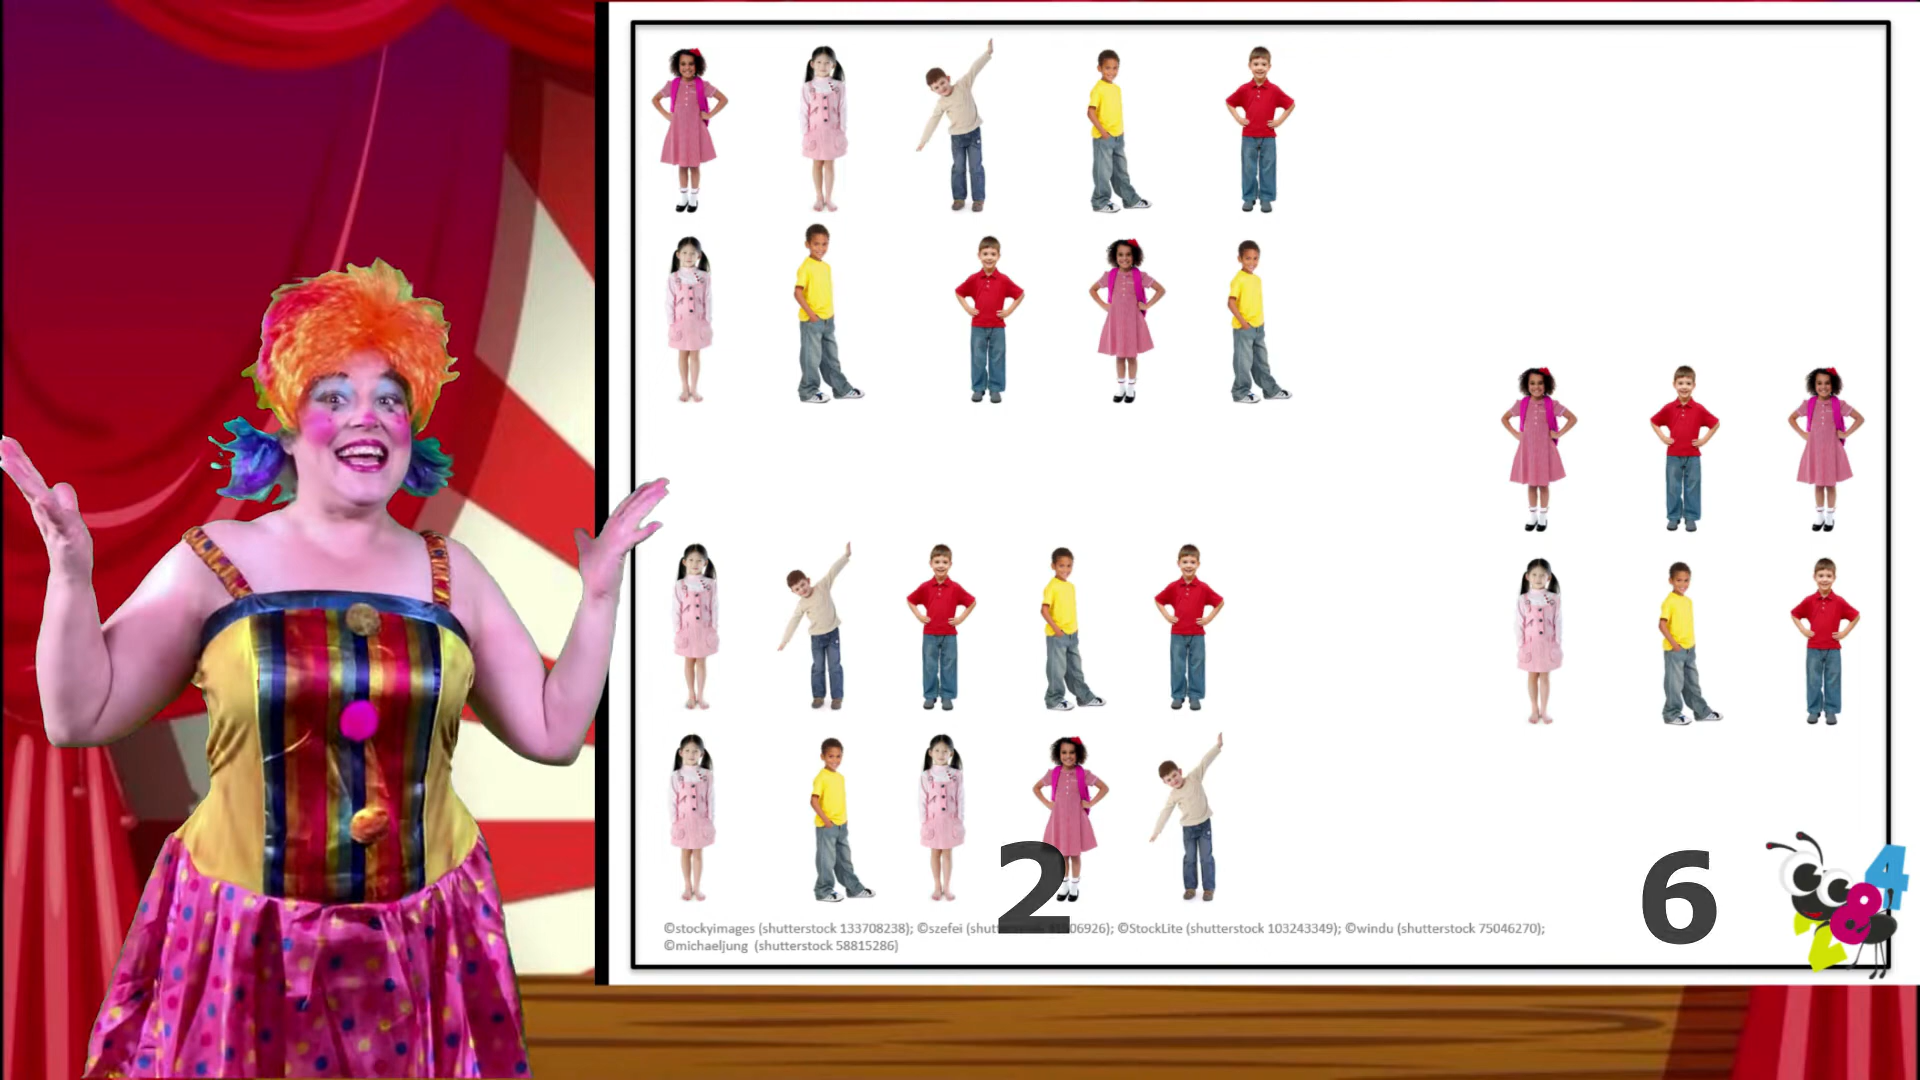 2
6
4
8
2
©stockyimages (shutterstock 133708238); ©szefei (shut 06926); ©StockLite (shutterstock 103243349); ©windu (shutterstock 75046270);
©michaeljung (shutterstock 58815286)